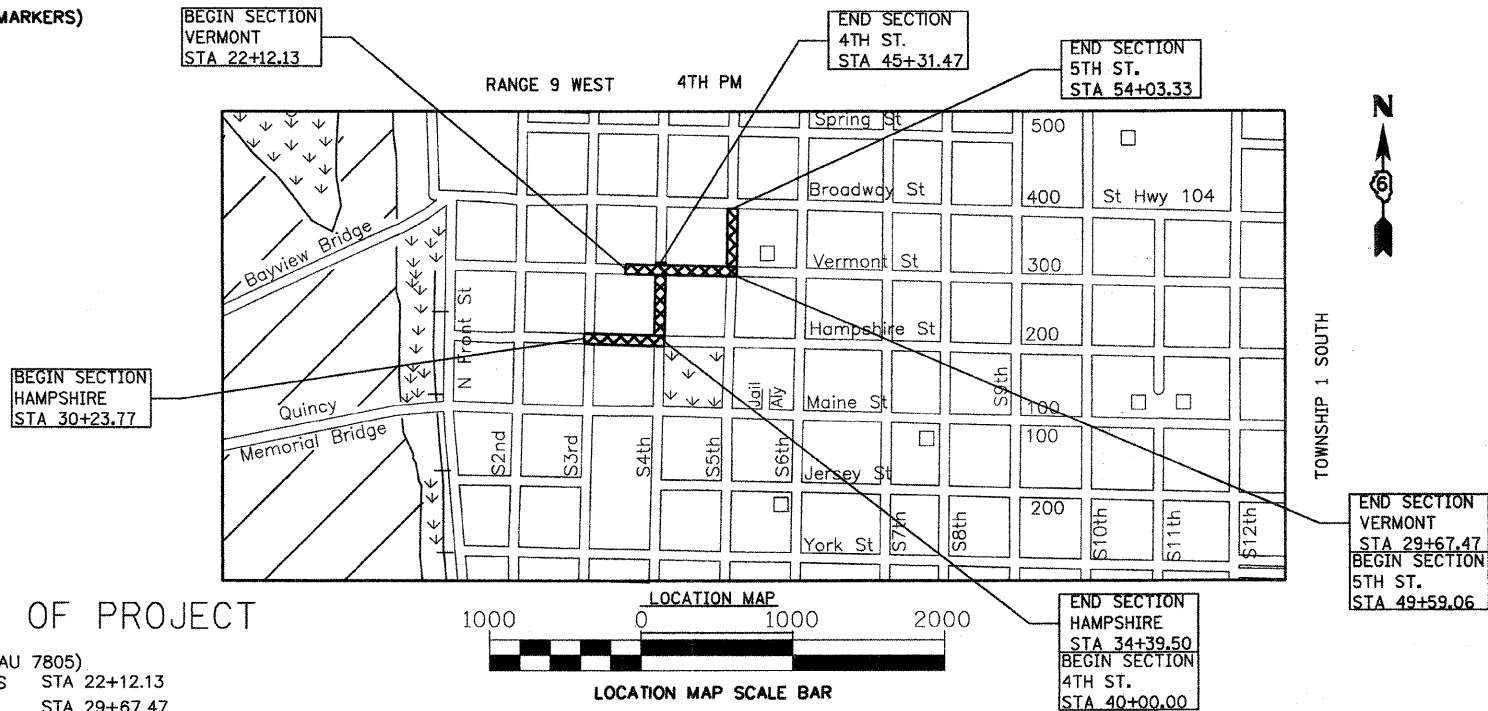 MARKERS)
BEGIN SECTION
VERMONT
STA 22+12.13
END SECTION
4TH ST.
STA 45+31.47
END SECTION
5TH ST.
STA 54+03.33
RANGE 9 WEST 4TH PM
N
6
Spring St
500
Broadway St
400
St Hwy 104
Bayview Bridge
Vermont St
300
N Front St
Hampshire St
200
TOWNSHIP 1 SOUTH
BEGIN SECTION
HAMPSHIRE
STA 30+23.77
Quincy
Memorial Bridge
Jail
Aly
Maine St
S9th
100
100
S2nd
S3rd
S4th
S5th
S6th
Jersey St
200
York St
S7th
S8th
S10th
S11th
S12th
END SECTION
VERMONT
STA 29+67.47
BEGIN SECTION
5TH ST.
STA 49+59.06
OF PROJECT
LOCATION MAP
1000 0 1000 2000
LOCATION MAP SCALE BAR
END SECTION
HAMPSHIRE
STA 34+39.50
BEGIN SECTION
4TH ST.
STA 40+00.00
AU 7805)
S STA 22+12.13
STA 29+67.47